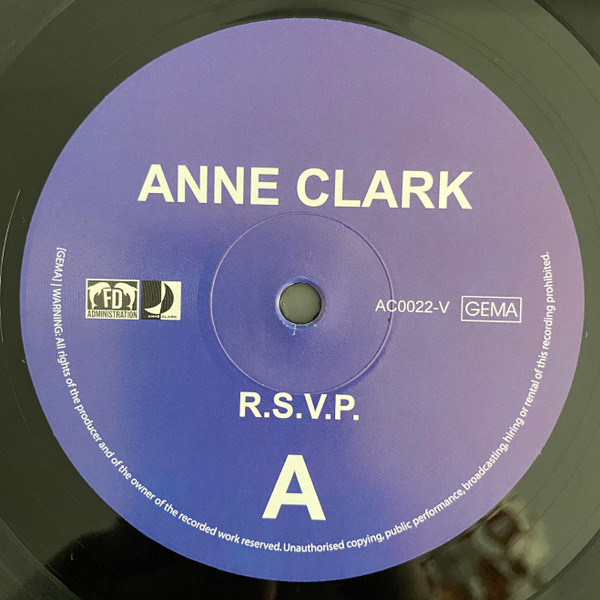 ANNE CLARK
FD
ADMINISTRATION
ANNE CLARK
AC0022-V
GEMA
R.S.V.P.
A
[GEMA] | WARNING: All rights of the producer and of the owner of the recorded work reserved. Unauthorised copying, public performance, broadcasting, hiring or rental of this recording prohibited.